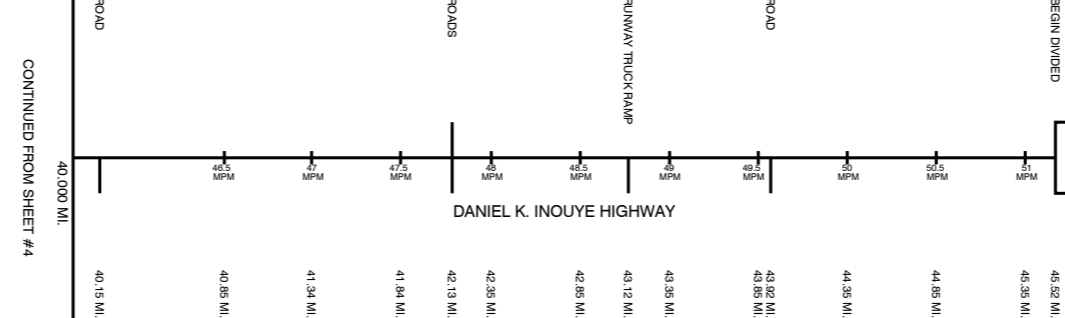 ROAD
ROADS
RUNWAY TRUCK RAMP
ROAD
BEGIN DIVIDED
CONTINUED FROM SHEET #4
40.000 MI.
46.5
MPM
47
MPM
47.5
MPM
48
MPM
48.5
MPM
49
MPM
49.5
MPM
50
MPM
50.5
MPM
51
MPM
DANIEL K. INOUYE HIGHWAY
40.15 MI.
40.85 MI.
41.34 MI.
41.84 MI.
42.13 MI.
42.35 MI.
42.85 MI.
43.12 MI.
43.35 MI.
43.85 MI.
43.92 MI.
44.35 MI.
44.85 MI.
45.35 MI.
45.52 MI.